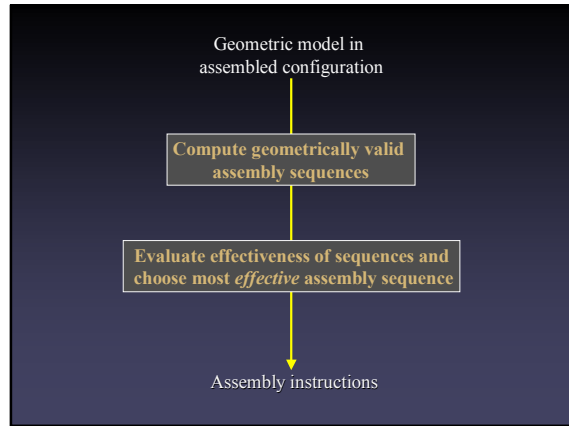 Geometric model in
assembled configuration
Compute geometrically valid
assembly sequences
Evaluate effectiveness of sequences and
choose most effective assembly sequence
Assembly instructions